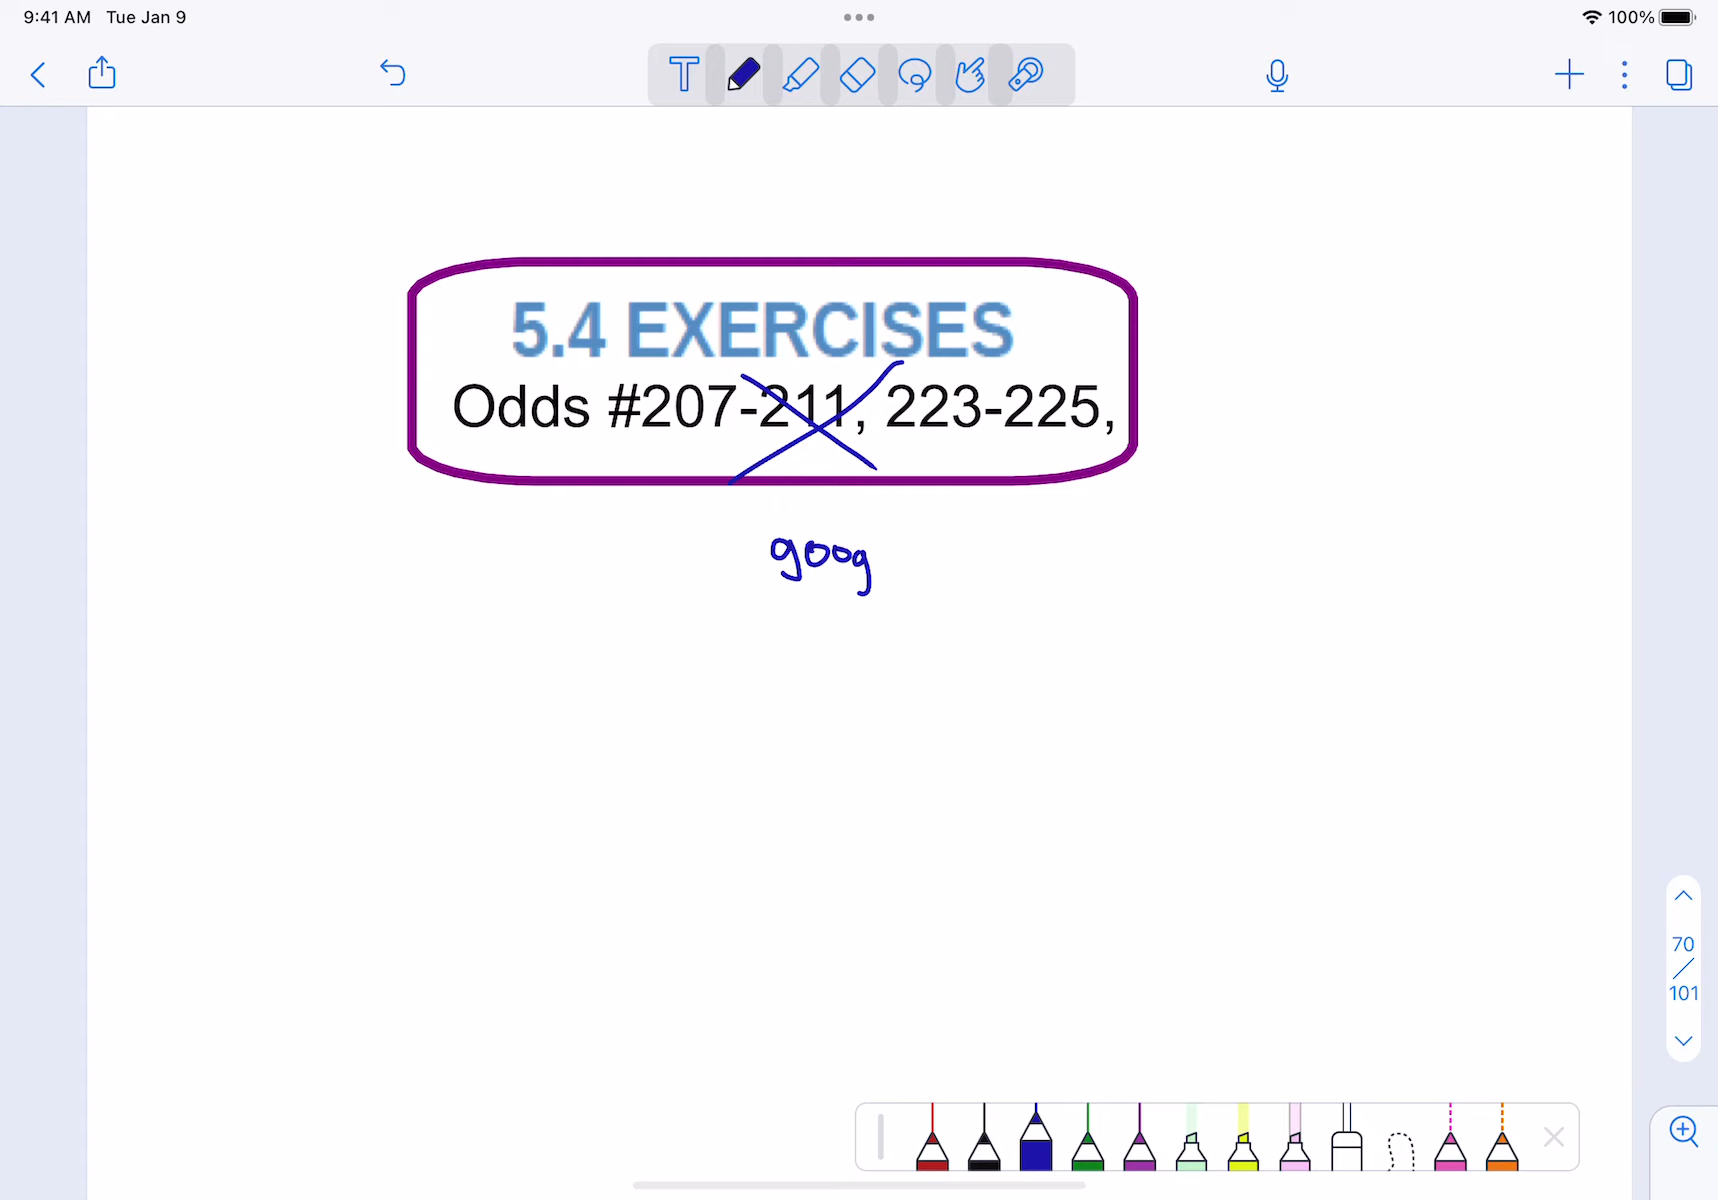 9:41 AM Tue Jan 9
100%
5.4 EXERCISES
Odds #207-211, 223-225,
goog
70
101